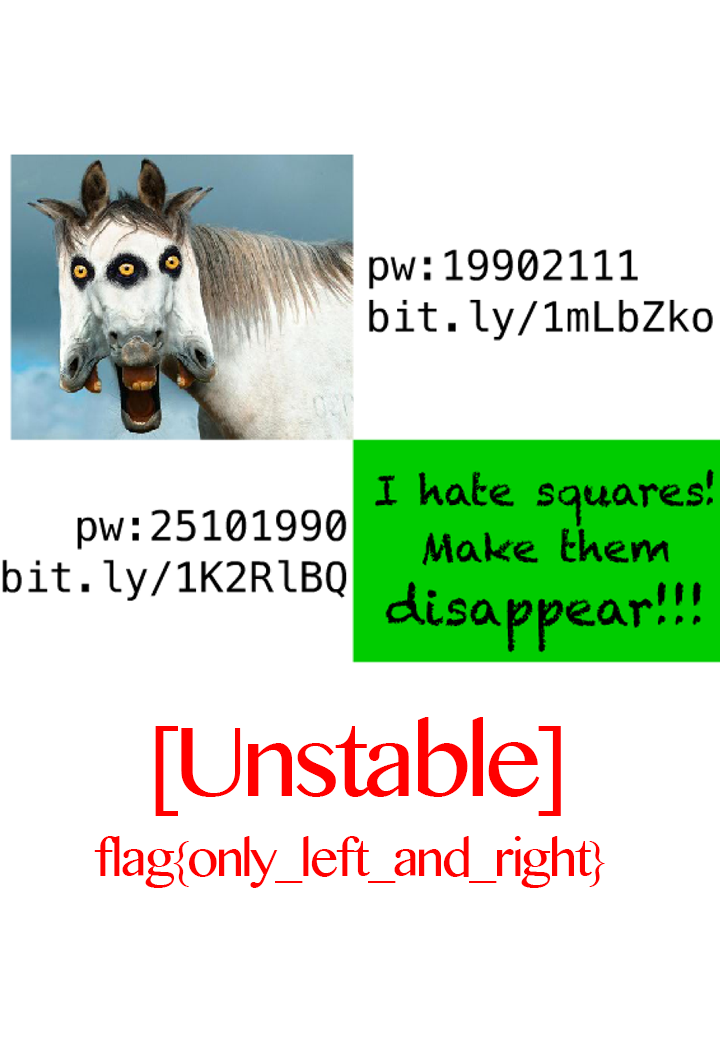 pw:19902111
bit.ly/1mLbZko
pw:25101990
bit.ly/1K2RlBQ
I hate squares!
Make them
disappear!!!
[Unstable]
flag{only_left_and_right}